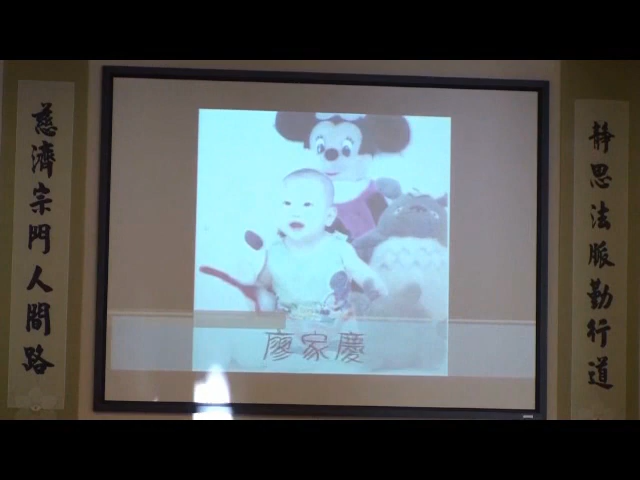 靜思法脈勤行道
慈濟宗門人間路
廖家慶